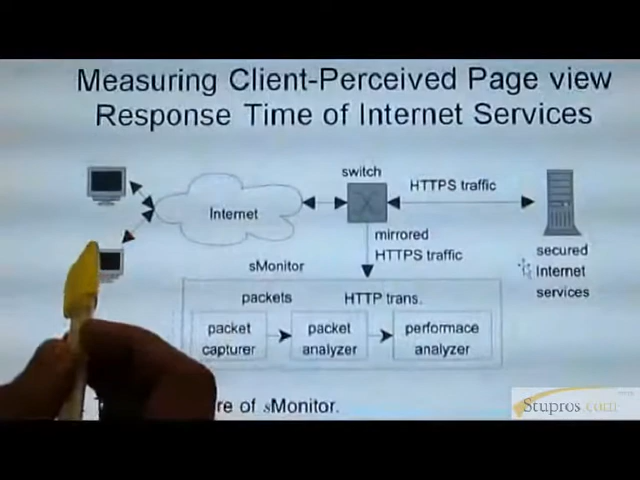 Measuring Client-Perceived Page view
Response Time of Internet Services
switch
HTTPS traffic
Internet
mirrored
HTTPS traffic
secured
Internet
services
sMonitor
packets
HTTP trans.
packet
capturer
packet
analyzer
performace
analyzer
of sMonitor.
Stupros.com